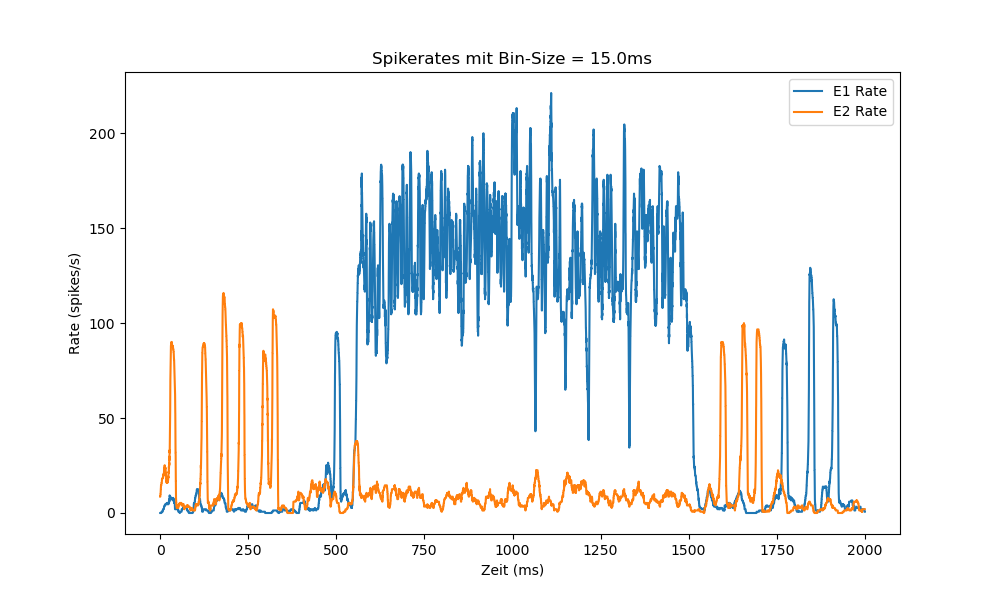 Spikerates mit Bin-Size = 15.0ms
E1 Rate
E2 Rate
Rate (spikes/s)
200
150
100
50
0
0 250 500 750 1000 1250 1500 1750 2000
Zeit (ms)